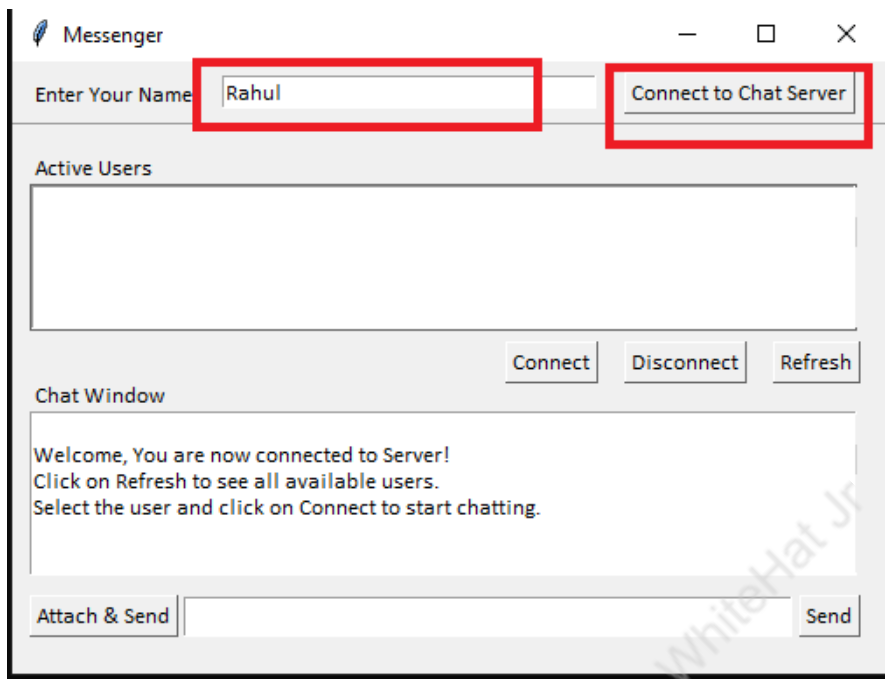 Messenger
Enter Your Name
Rahul
Connect to Chat Server
Active Users
Connect
Disconnect
Refresh
Chat Window
Welcome, You are now connected to Server!
Click on Refresh to see all available users.
Select the user and click on Connect to start chatting.
Attach & Send
Send
WhiteHat Jr